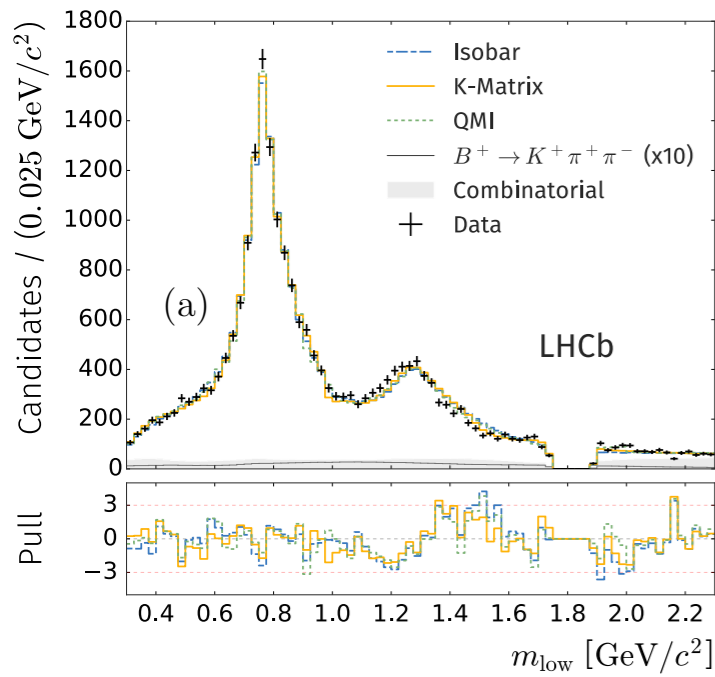 1800
1600
1400
1200
1000
800
600
400
200
0
Candidates / (0.025 GeV/c²)
Isobar
K-Matrix
QMI
B⁺ → K⁺ π⁺ π⁻ (x10)
Combinatorial
Data
(a)
LHCb
3
0
−3
Pull
0.4 0.6 0.8 1.0 1.2 1.4 1.6 1.8 2.0 2.2
m_low [GeV/c²]